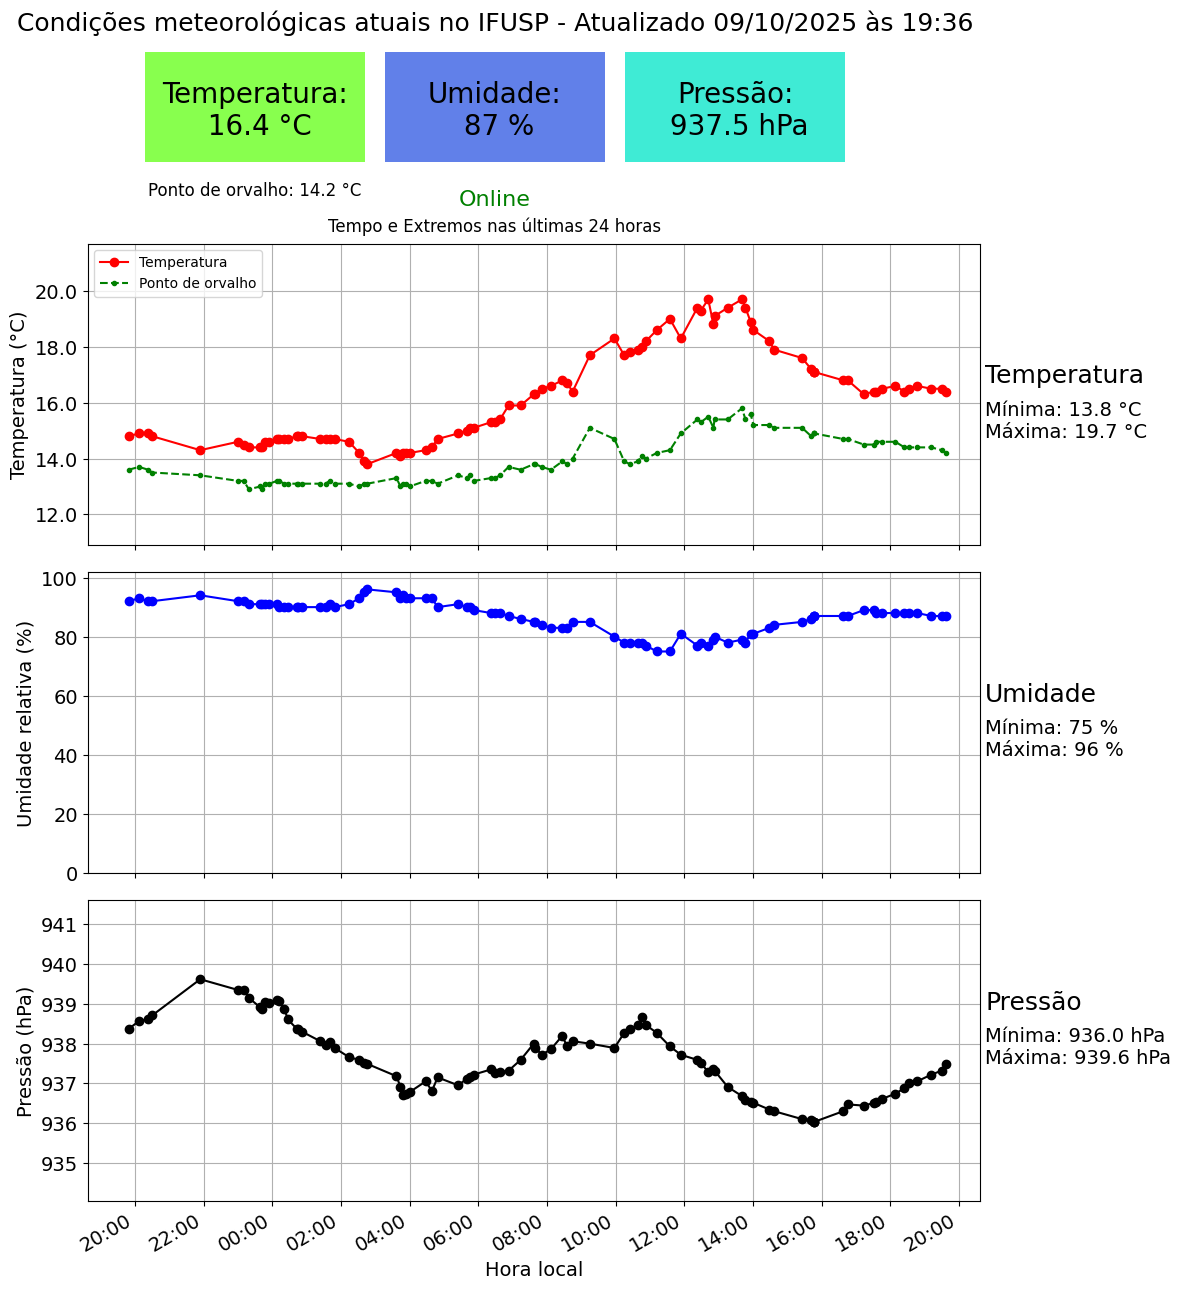 Condições meteorológicas atuais no IFUSP - Atualizado 09/10/2025 às 19:36
Temperatura:
16.4 °C
Umidade:
87 %
Pressão:
937.5 hPa
Ponto de orvalho: 14.2 °C
Online
Tempo e Extremos nas últimas 24 horas
Temperatura
Ponto de orvalho
Temperatura (°C)
20.0
18.0
16.0
14.0
12.0
Temperatura
Mínima: 13.8 °C
Máxima: 19.7 °C
Umidade relativa (%)
100
80
60
40
20
0
Umidade
Mínima: 75 %
Máxima: 96 %
Pressão (hPa)
941
940
939
938
937
936
935
Pressão
Mínima: 936.0 hPa
Máxima: 939.6 hPa
20:00
22:00
00:00
02:00
04:00
06:00
08:00
10:00
12:00
14:00
16:00
18:00
20:00
Hora local